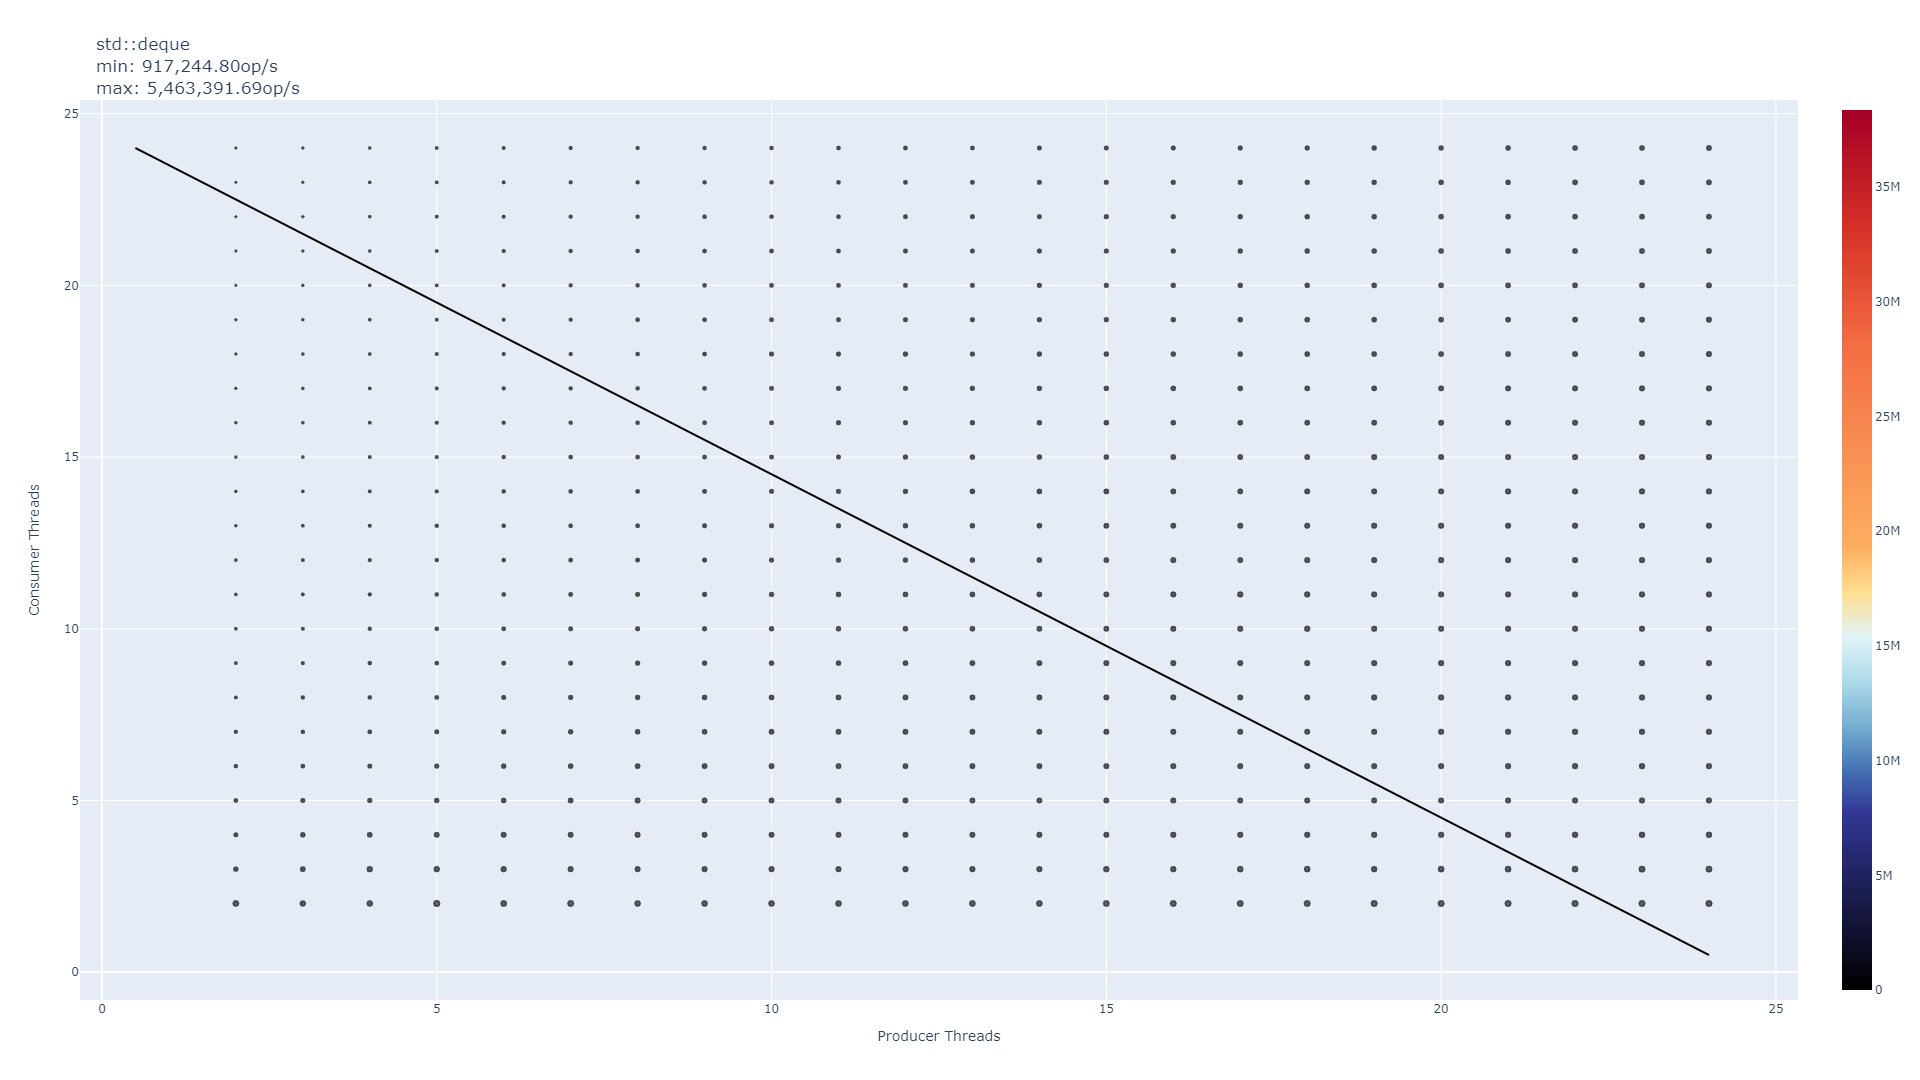 std::deque
min: 917,244.80op/s
max: 5,463,391.69op/s
25
20
15
10
5
0
Consumer Threads
0 5 10 15 20 25
Producer Threads
35M
30M
25M
20M
15M
10M
5M
0